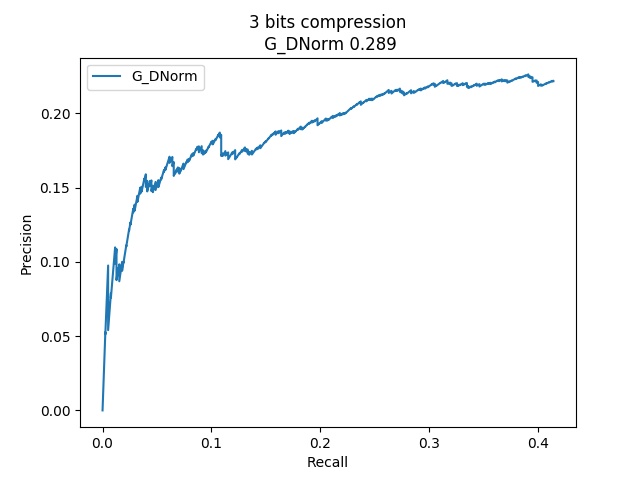 3 bits compression
G_DNorm 0.289
G_DNorm
0.20
0.15
0.10
0.05
0.00
Precision
0.0 0.1 0.2 0.3 0.4
Recall